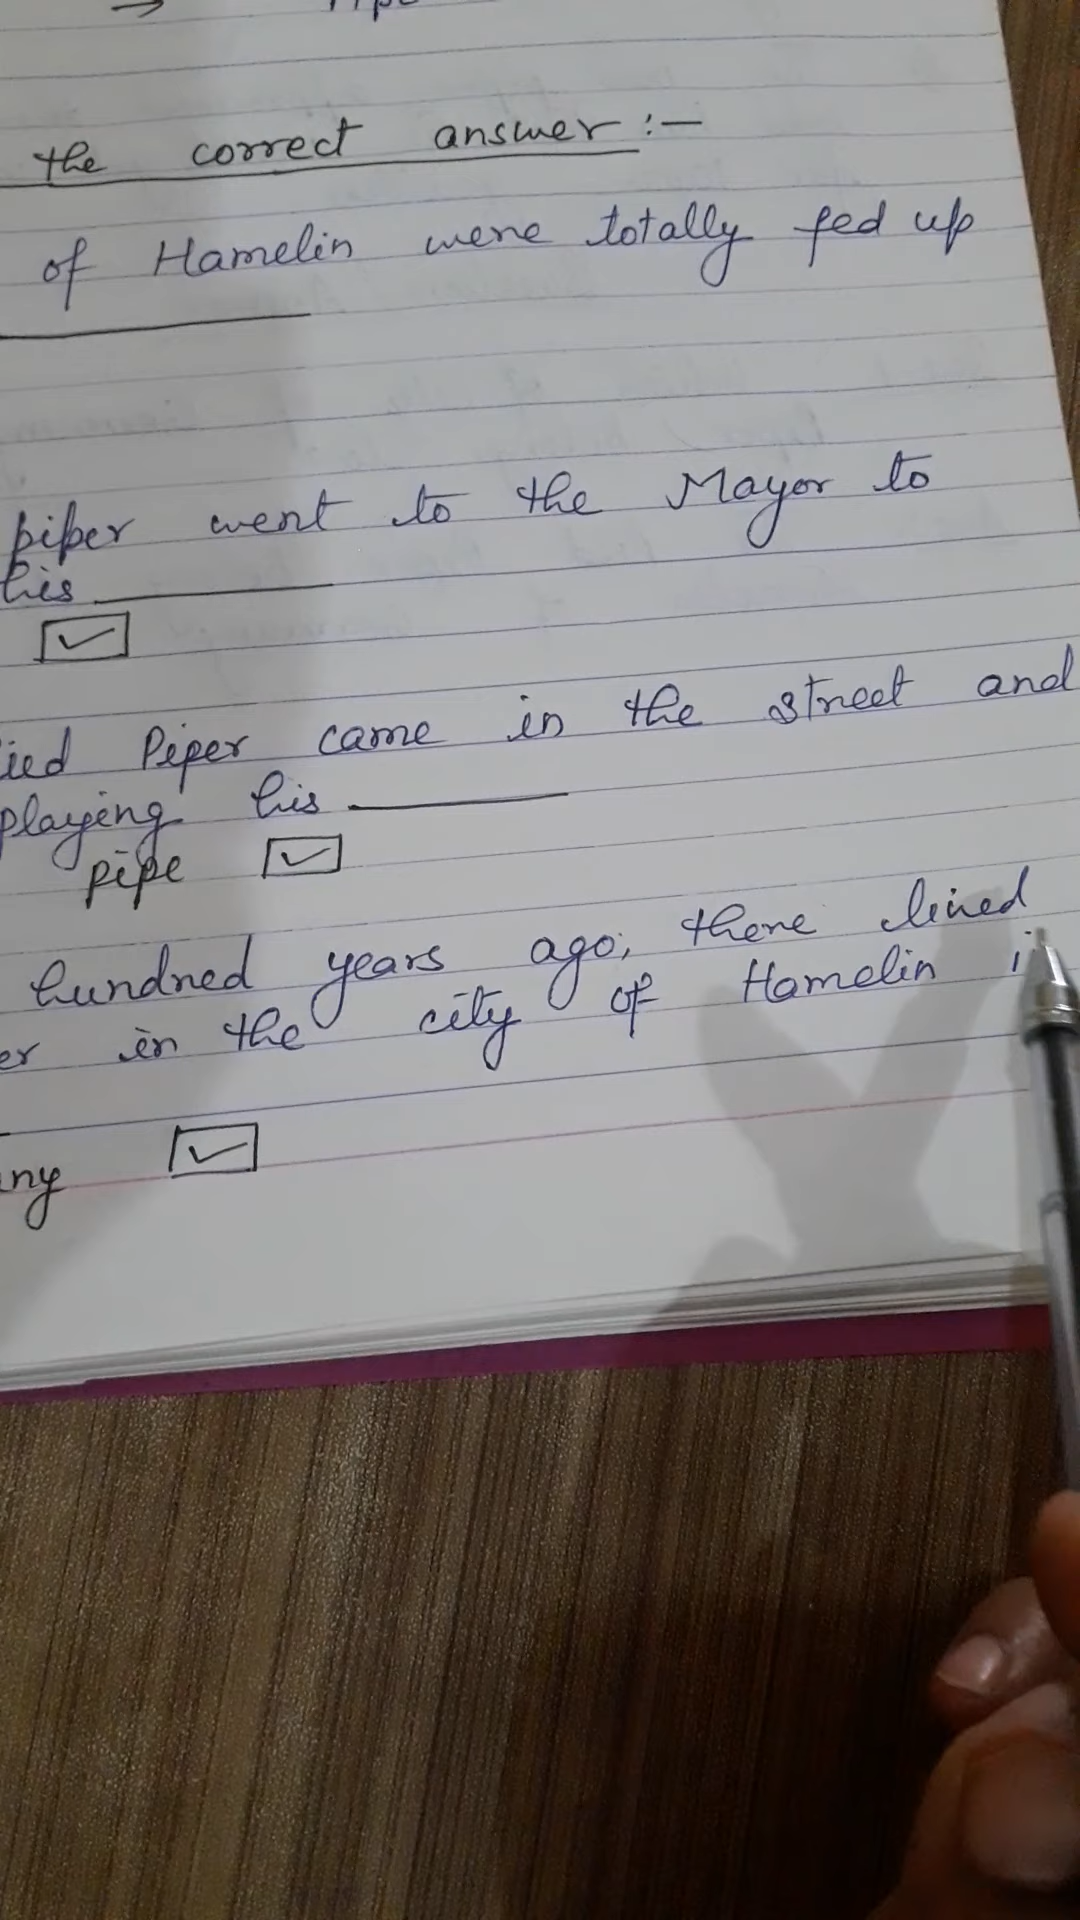 the correct answer :-
of Hamelin were totally fed up
piper went to the Mayor to
his
ied Piper came in the street and
playing his
pipe
hundred years ago, there lived
er in the city of Hamelin i
ny